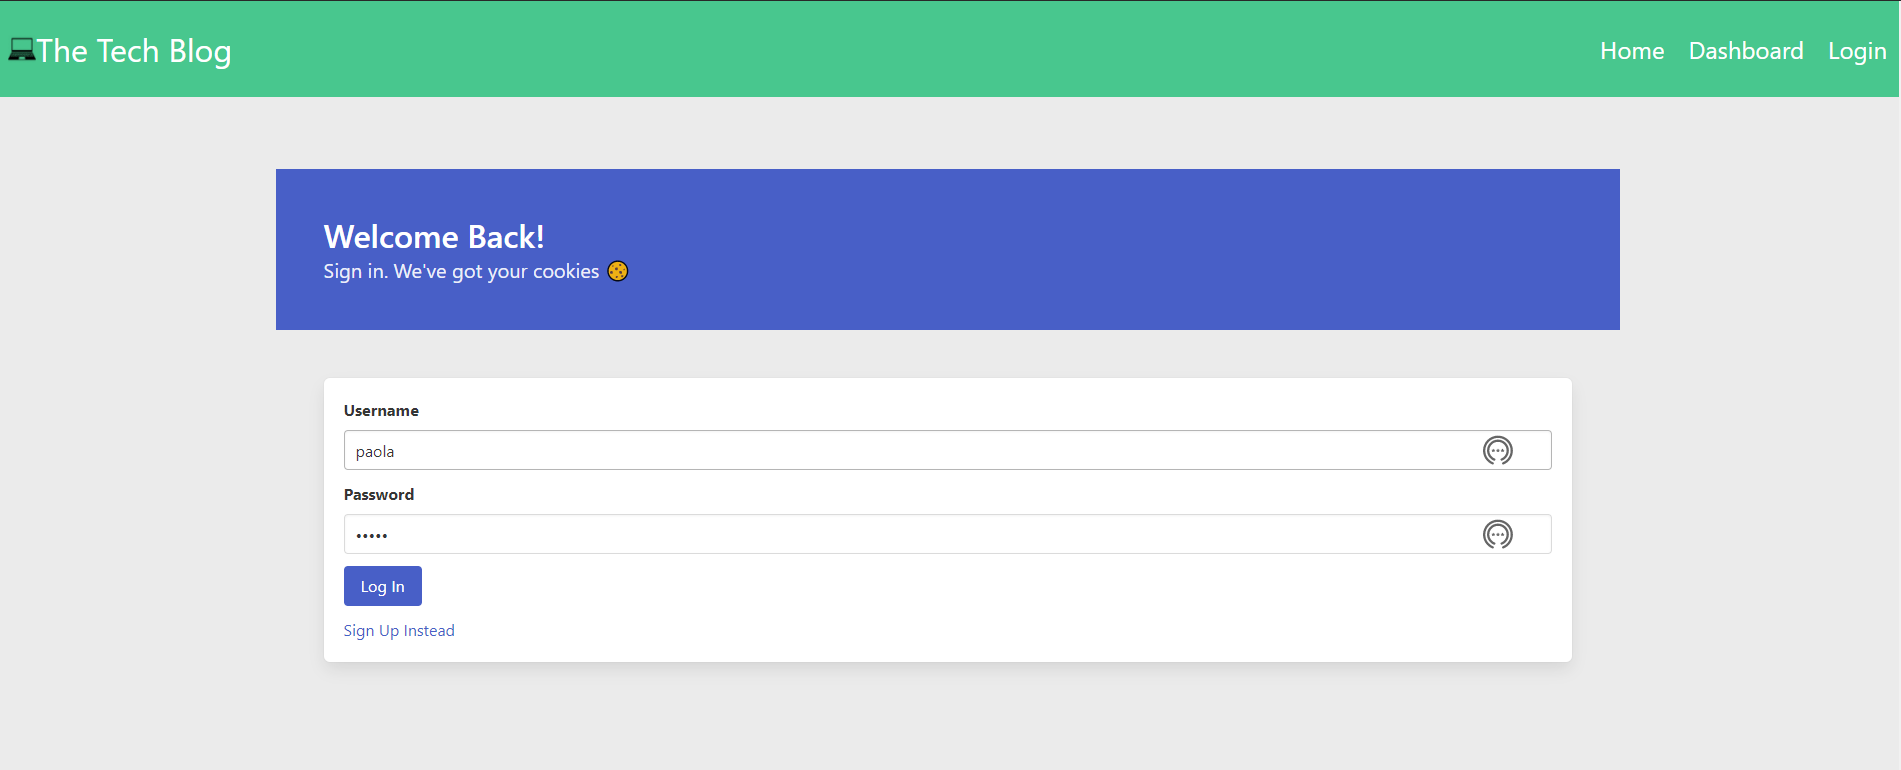 💻The Tech Blog
Home Dashboard Login
Welcome Back!
Sign in. We've got your cookies 🍪
Username
paola
Password
•••••
Log In
Sign Up Instead